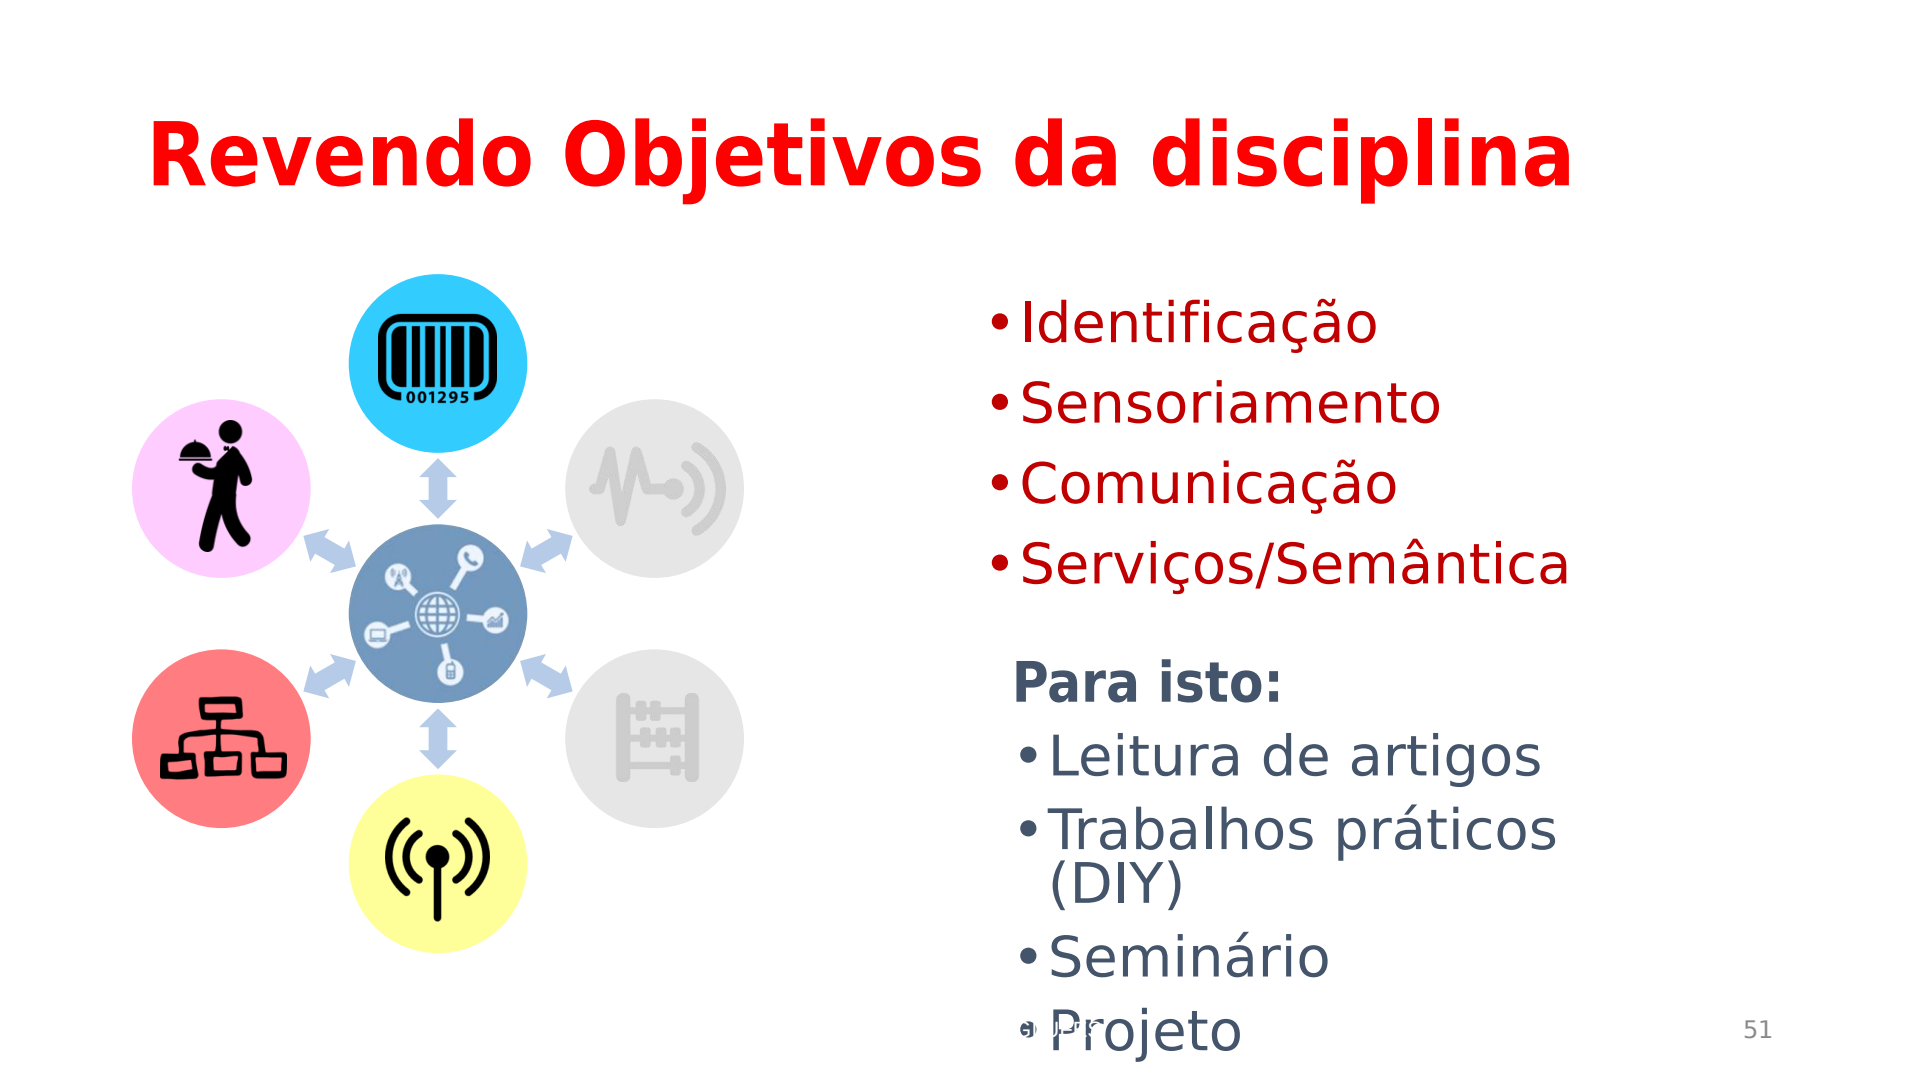 Revendo Objetivos da disciplina
001295
• Identificação
• Sensoriamento
• Comunicação
• Serviços/Semântica
Para isto:
• Leitura de artigos
• Trabalhos práticos
(DIY)
• Seminário
• Projeto
51